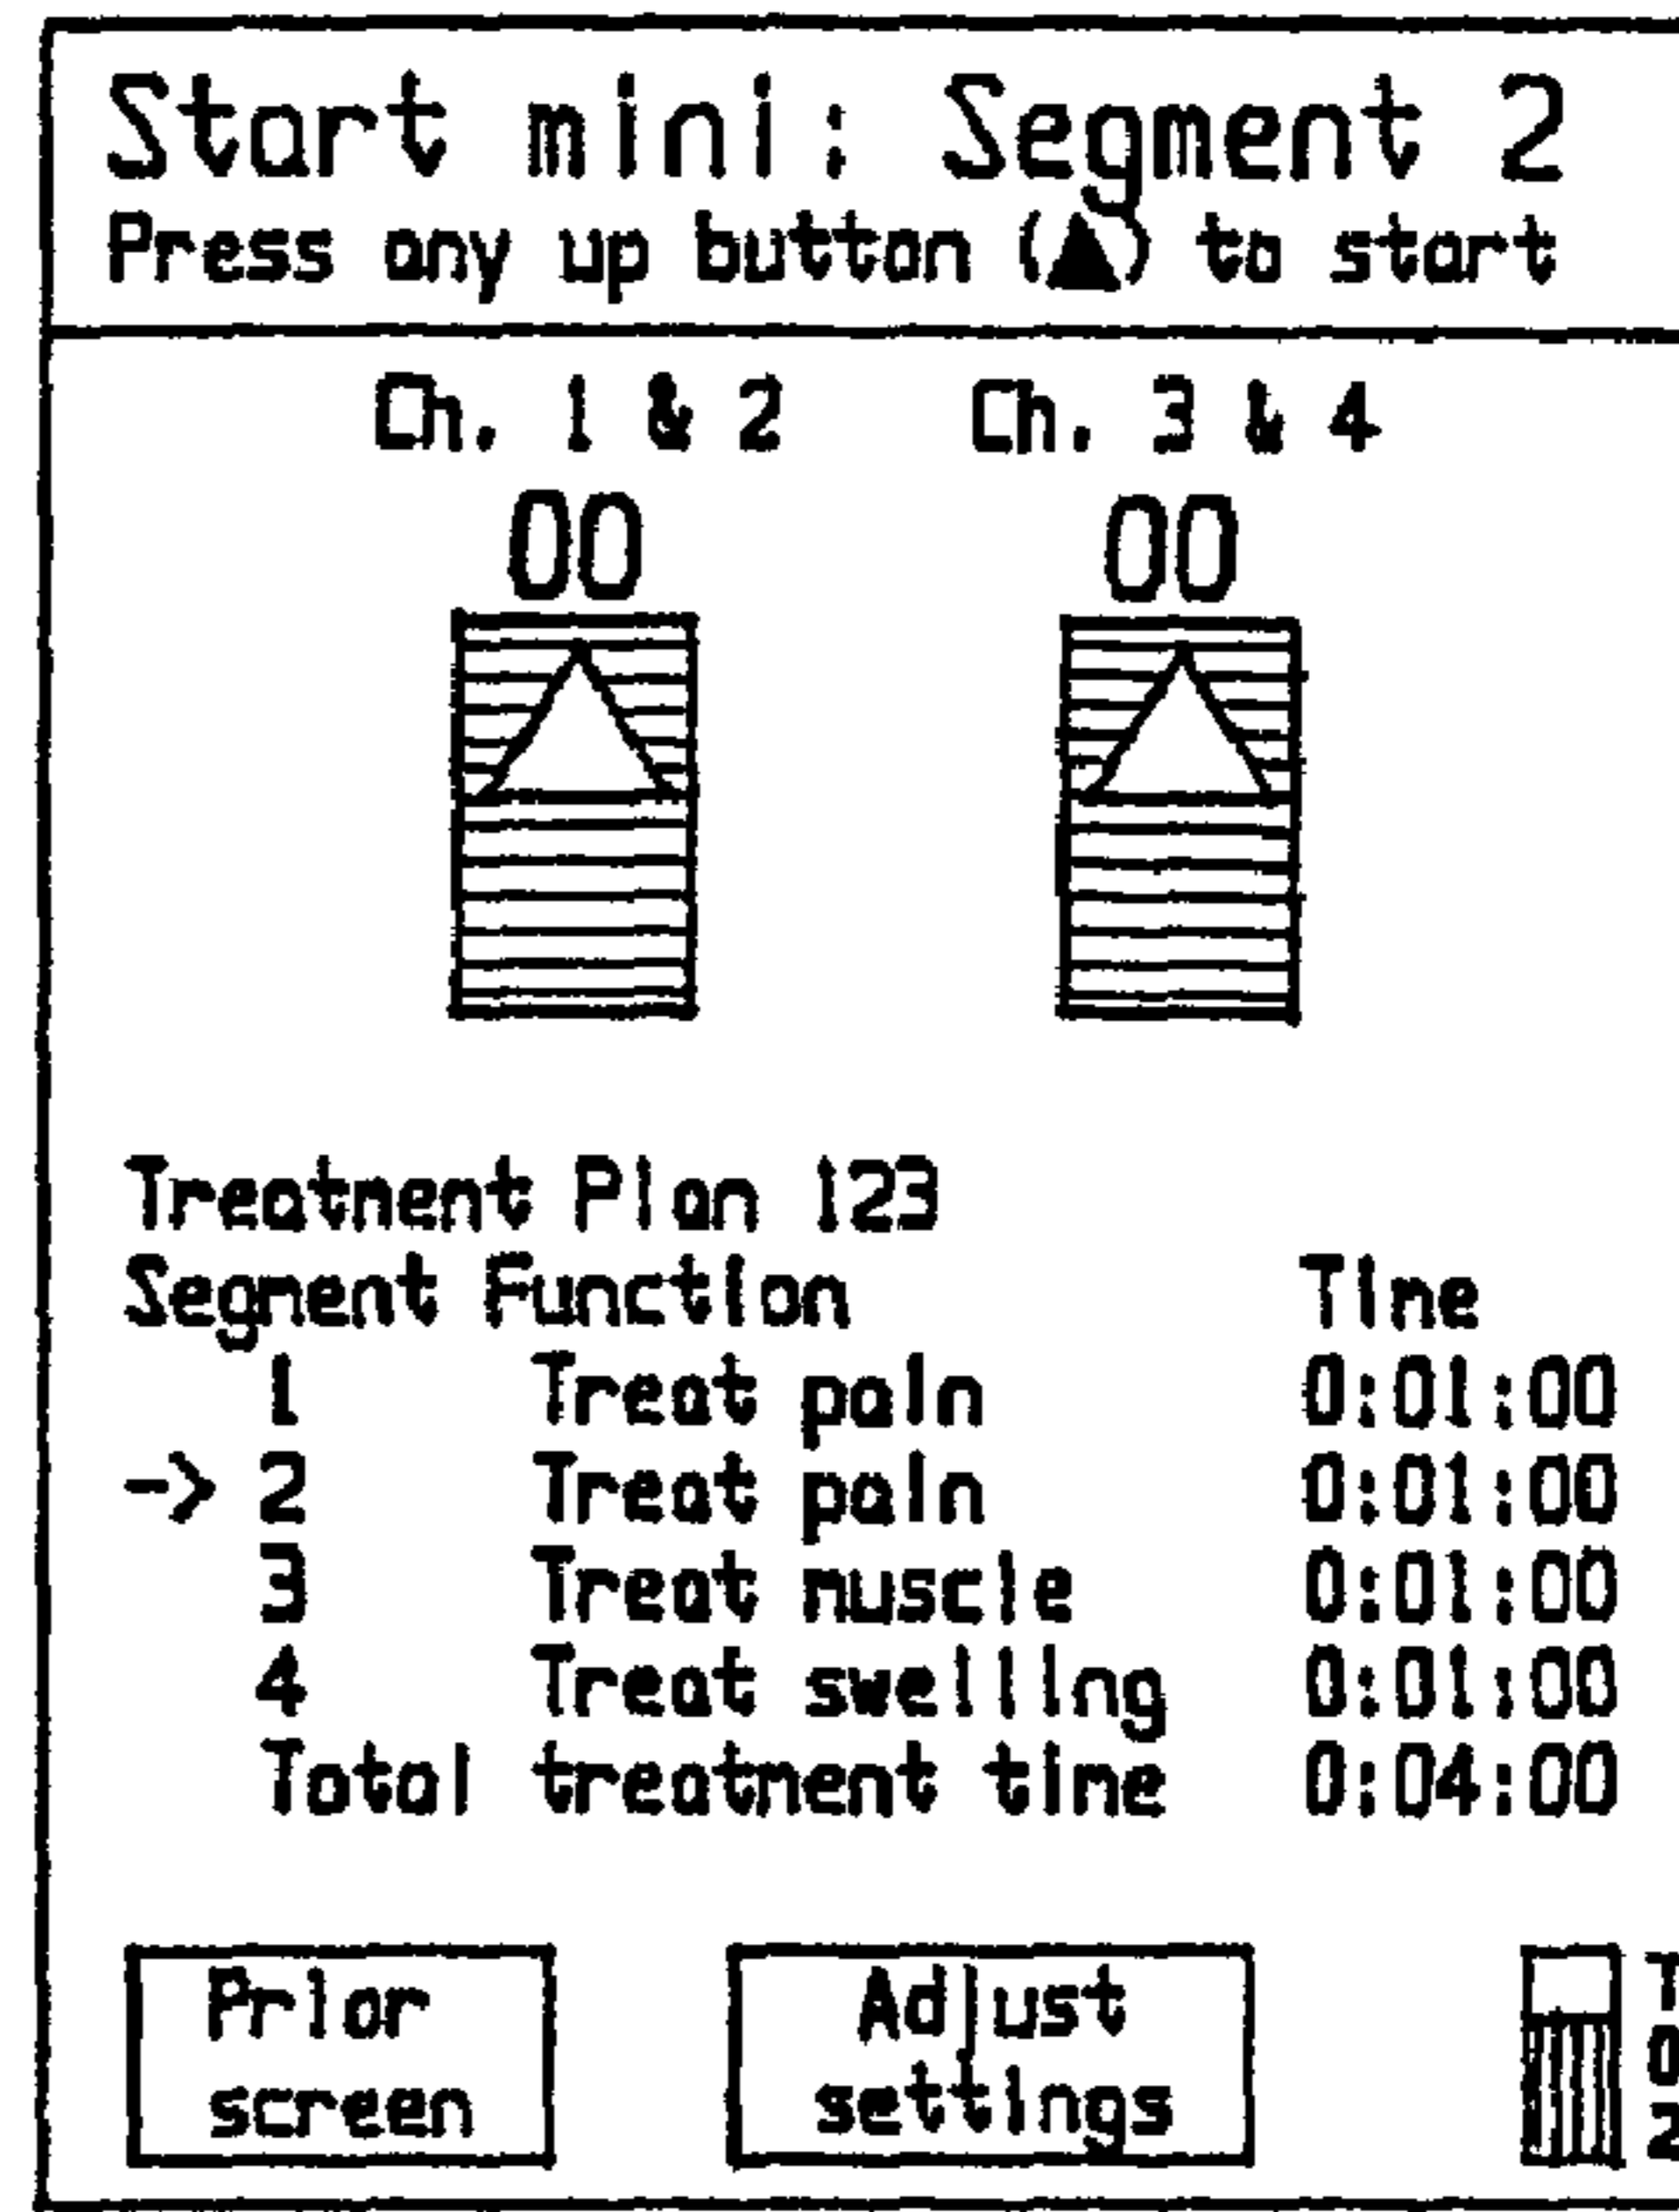 Start mini: Segment 2
Press any up button (▲) to start
Ch. 1 & 2 Ch. 3 & 4
00 00
Treatment Plan 123
Segment Function Time
1 Treat pain 0:01:00
-> 2 Treat pain 0:01:00
3 Treat muscle 0:01:00
4 Treat swelling 0:01:00
Total treatment time 0:04:00
Prior screen
Adjust settings